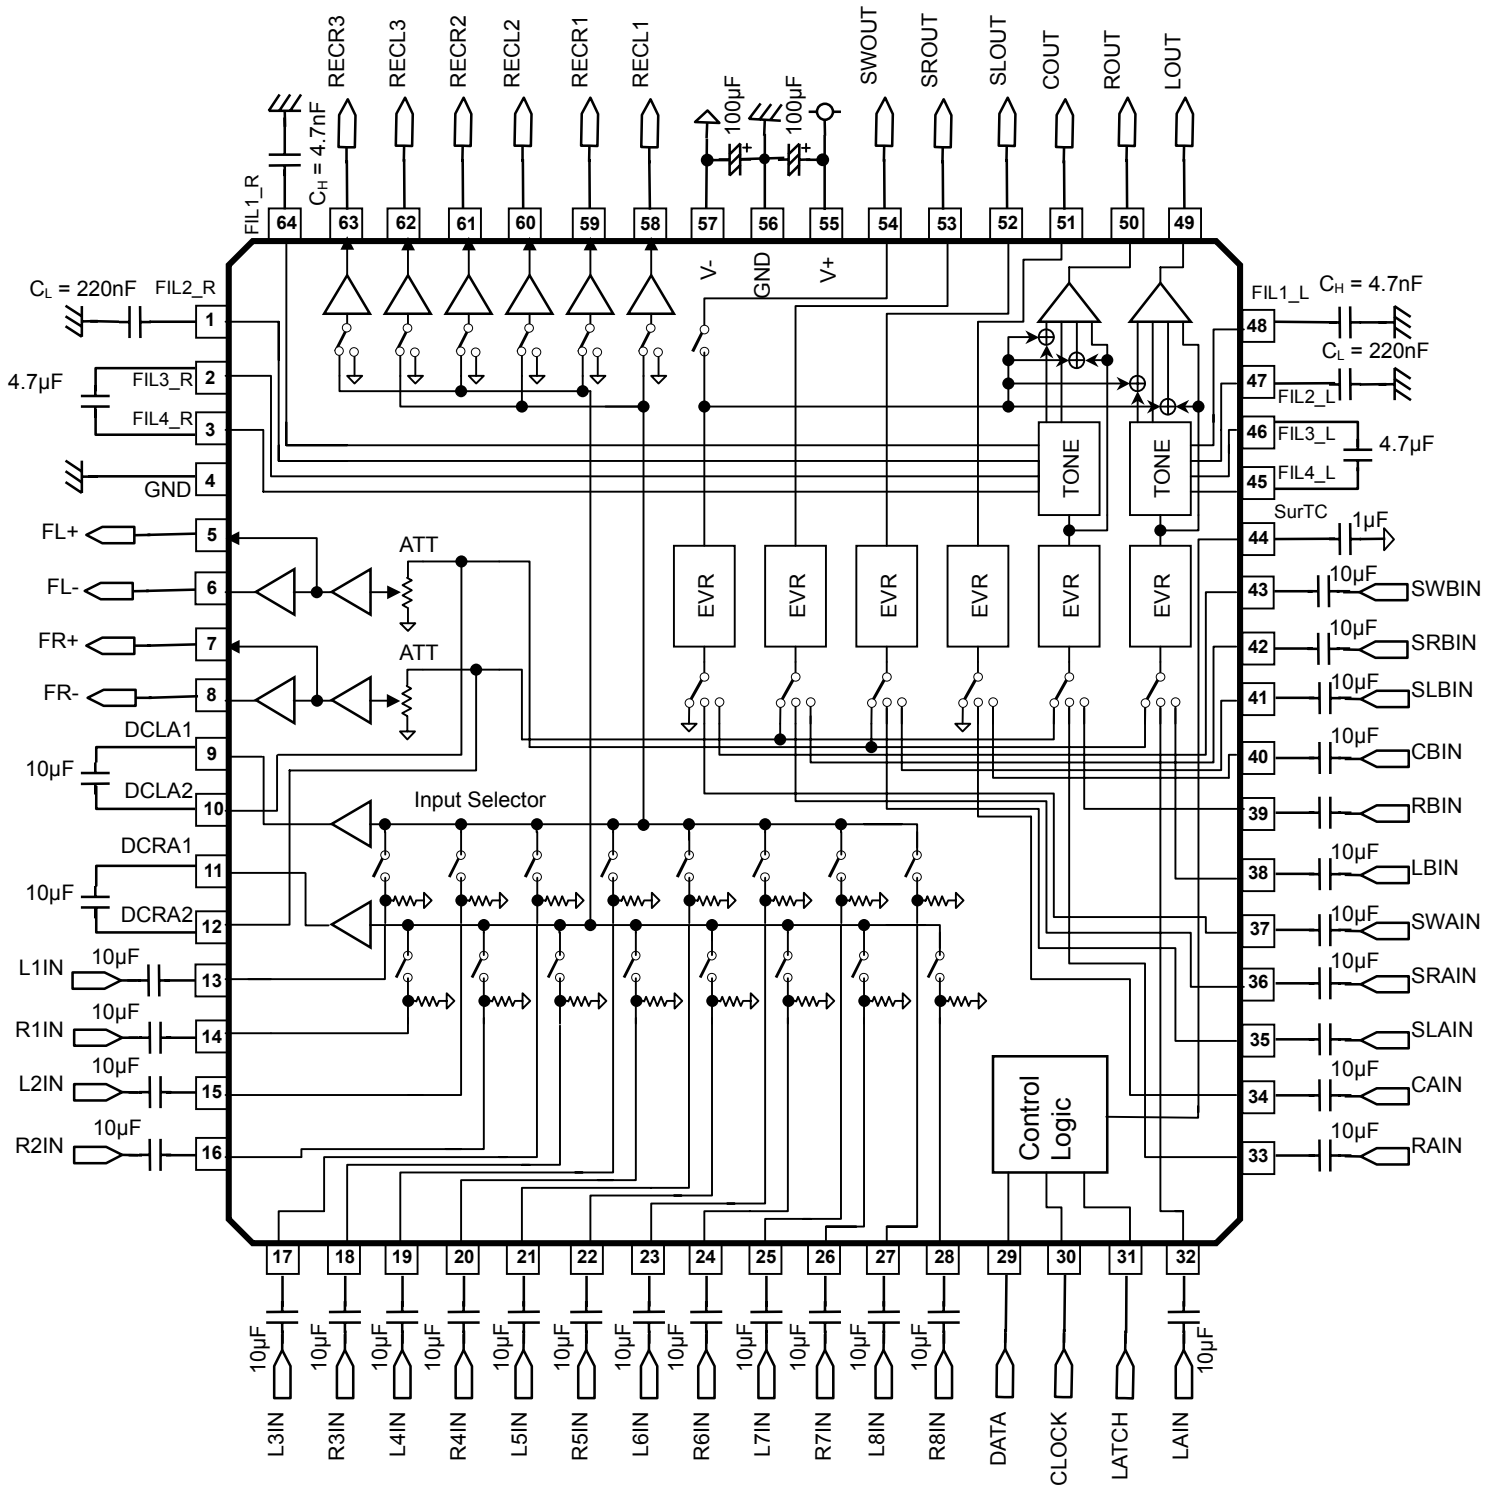 RECR3
RECL3
RECR2
RECL2
RECR1
RECL1
SWOUT
SROUT
SLOUT
COUT
ROUT
LOUT
CH = 4.7nF
100µF
+
100µF
+
FIL1_R
64
63
62
61
60
59
58
57
56
55
54
53
52
51
50
49
V-
GND
V+
CL = 220nF
FIL2_R
1
4.7µF
2
FIL3_R
3
FIL4_R
4
GND
FL+
5
FL-
6
FR+
7
FR-
8
ATT
ATT
DCLA1
9
10µF
DCLA2
10
DCRA1
11
10µF
DCRA2
12
L1IN
10µF
13
R1IN
10µF
14
L2IN
10µF
15
R2IN
10µF
16
Input Selector
TONE
TONE
EVR
EVR
EVR
EVR
EVR
EVR
Control
Logic
FIL1_L
CH = 4.7nF
48
CL = 220nF
47
FIL2_L
46
FIL3_L
4.7µF
45
FIL4_L
SurTC
44
1µF
43
10µF
SWBIN
42
10µF
SRBIN
41
10µF
SLBIN
40
10µF
CBIN
39
10µF
RBIN
38
10µF
LBIN
37
10µF
SWAIN
36
10µF
SRAIN
35
SLAIN
34
10µF
CAIN
33
10µF
RAIN
17
18
19
20
21
22
23
24
25
26
27
28
29
30
31
32
10µF
10µF
10µF
10µF
10µF
10µF
10µF
10µF
10µF
10µF
10µF
10µF
10µF
L3IN
R3IN
L4IN
R4IN
L5IN
R5IN
L6IN
R6IN
L7IN
R7IN
L8IN
R8IN
DATA
CLOCK
LATCH
LAIN